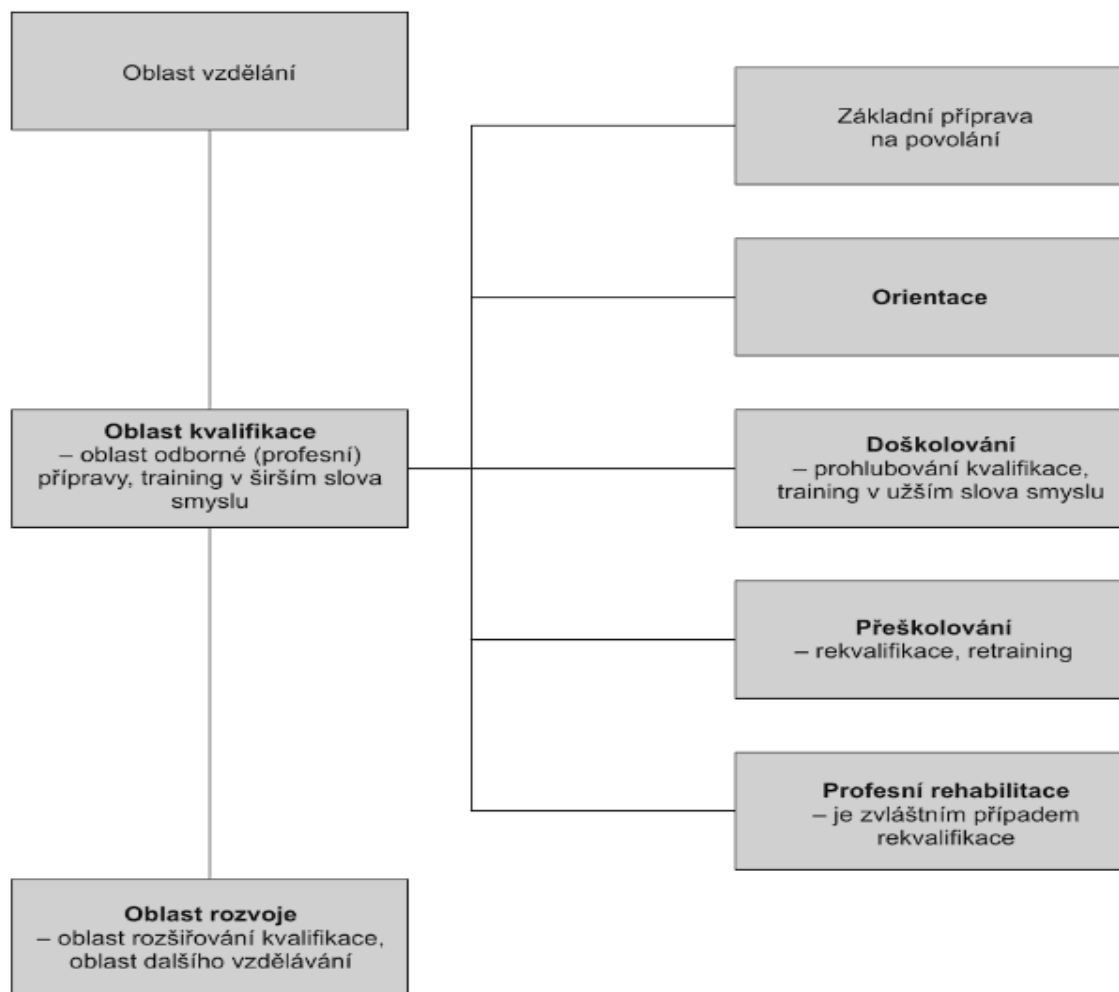 Oblast vzdělání
Základní příprava
na povolání
Orientace
Oblast kvalifikace
– oblast odborné (profesní)
přípravy, training v širším slova
smyslu
Doškolování
– prohlubování kvalifikace,
training v užším slova smyslu
Přeškolování
– rekvalifikace, retraining
Profesní rehabilitace
– je zvláštním případem
rekvalifikace
Oblast rozvoje
– oblast rozšiřování kvalifikace,
oblast dalšího vzdělávání